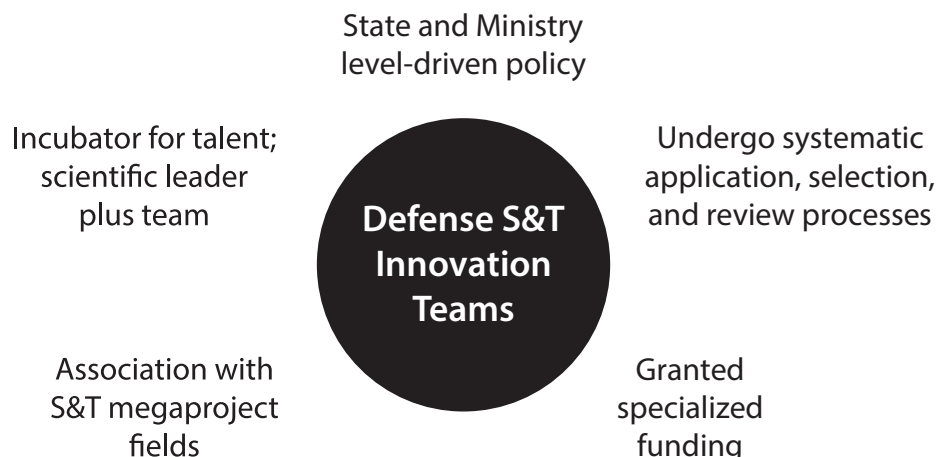 State and Ministry
level-driven policy
Incubator for talent;
scientific leader
plus team
Undergo systematic
application, selection,
and review processes
Defense S&T
Innovation
Teams
Association with
S&T megaproject
fields
Granted
specialized
funding